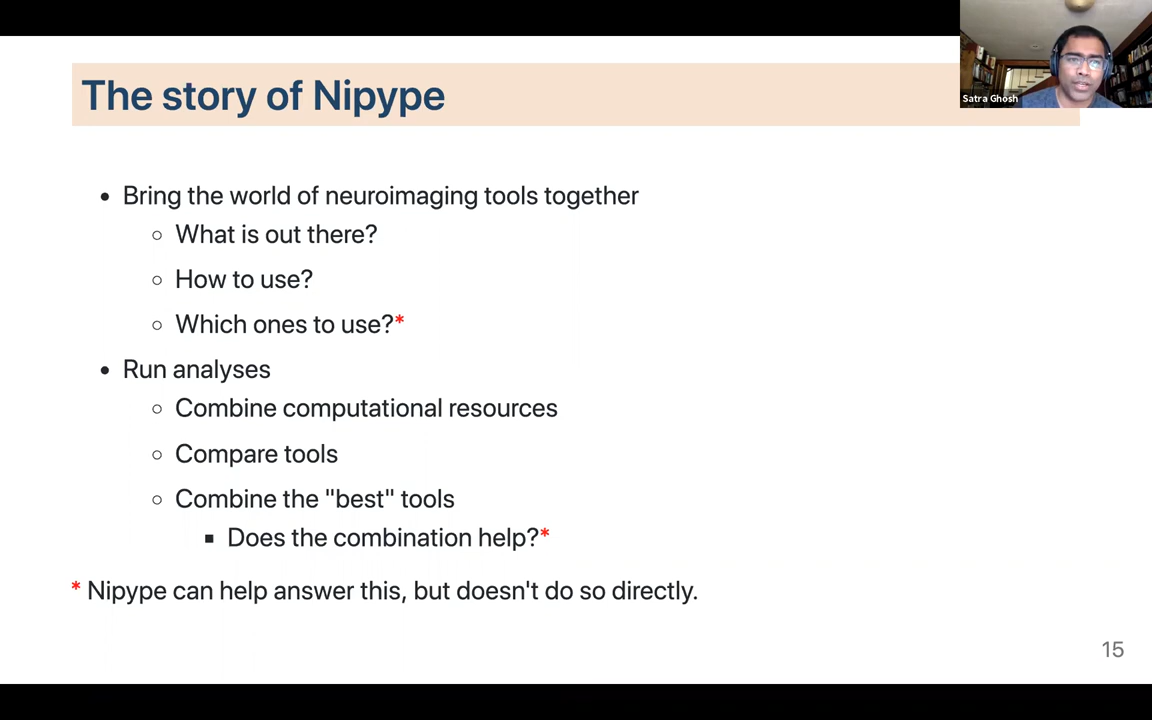 The story of Nipype
Satra Ghosh
• Bring the world of neuroimaging tools together
◦ What is out there?
◦ How to use?
◦ Which ones to use?*
• Run analyses
◦ Combine computational resources
◦ Compare tools
◦ Combine the "best" tools
▪ Does the combination help?*
* Nipype can help answer this, but doesn't do so directly.
15